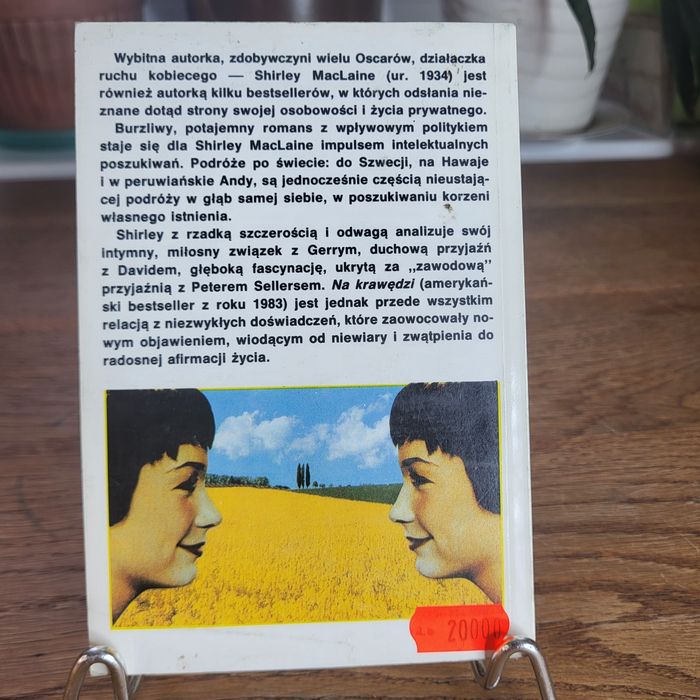 Wybitna autorka, zdobywczyni wielu Oscarów, działaczka
ruchu kobiecego — Shirley MacLaine (ur. 1934) jest
również autorką kilku bestsellerów, w których odsłania nie-
znane dotąd strony swojej osobowości i życia prywatnego.
Burzliwy, potajemny romans z wpływowym politykiem
staje się dla Shirley MacLaine impulsem intelektualnych
poszukiwań. Podróże po świecie: do Szwecji, na Hawaje
i w peruwiańskie Andy, są jednocześnie częścią nieustają-
cej podróży w głąb samej siebie, w poszukiwaniu korzeni
własnego istnienia.
Shirley z rzadką szczerością i odwagą analizuje swój
intymny, miłosny związek z Gerrym, duchową przyjaźń
z Davidem, głęboką fascynację, ukrytą za „zawodową”
przyjaźnią z Peterem Sellersem. Na krawędzi (amerykań-
ski bestseller z roku 1983) jest jednak przede wszystkim
relacją z niezwykłych doświadczeń, które zaowocowały no-
wym objawieniem, wiodącym od niewiary i zwątpienia do
radosnej afirmacji życia.
20000